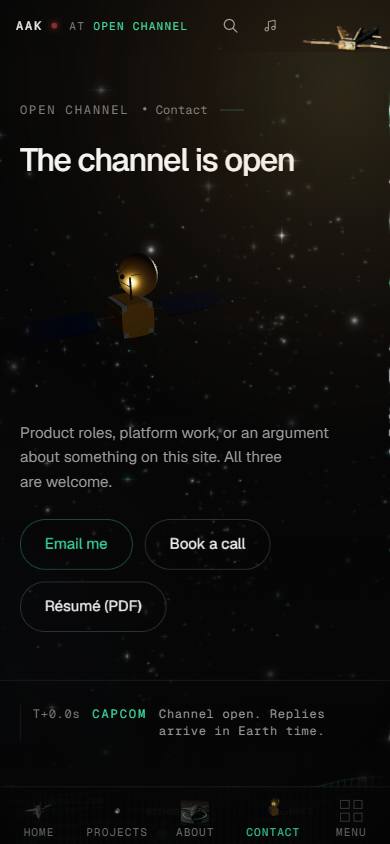 AAK AT OPEN CHANNEL
OPEN CHANNEL • Contact
The channel is open
Product roles, platform work, or an argument
about something on this site. All three
are welcome.
Email me
Book a call
Résumé (PDF)
T+0.0s CAPCOM Channel open. Replies
arrive in Earth time.
HOME PROJECTS ABOUT CONTACT MENU